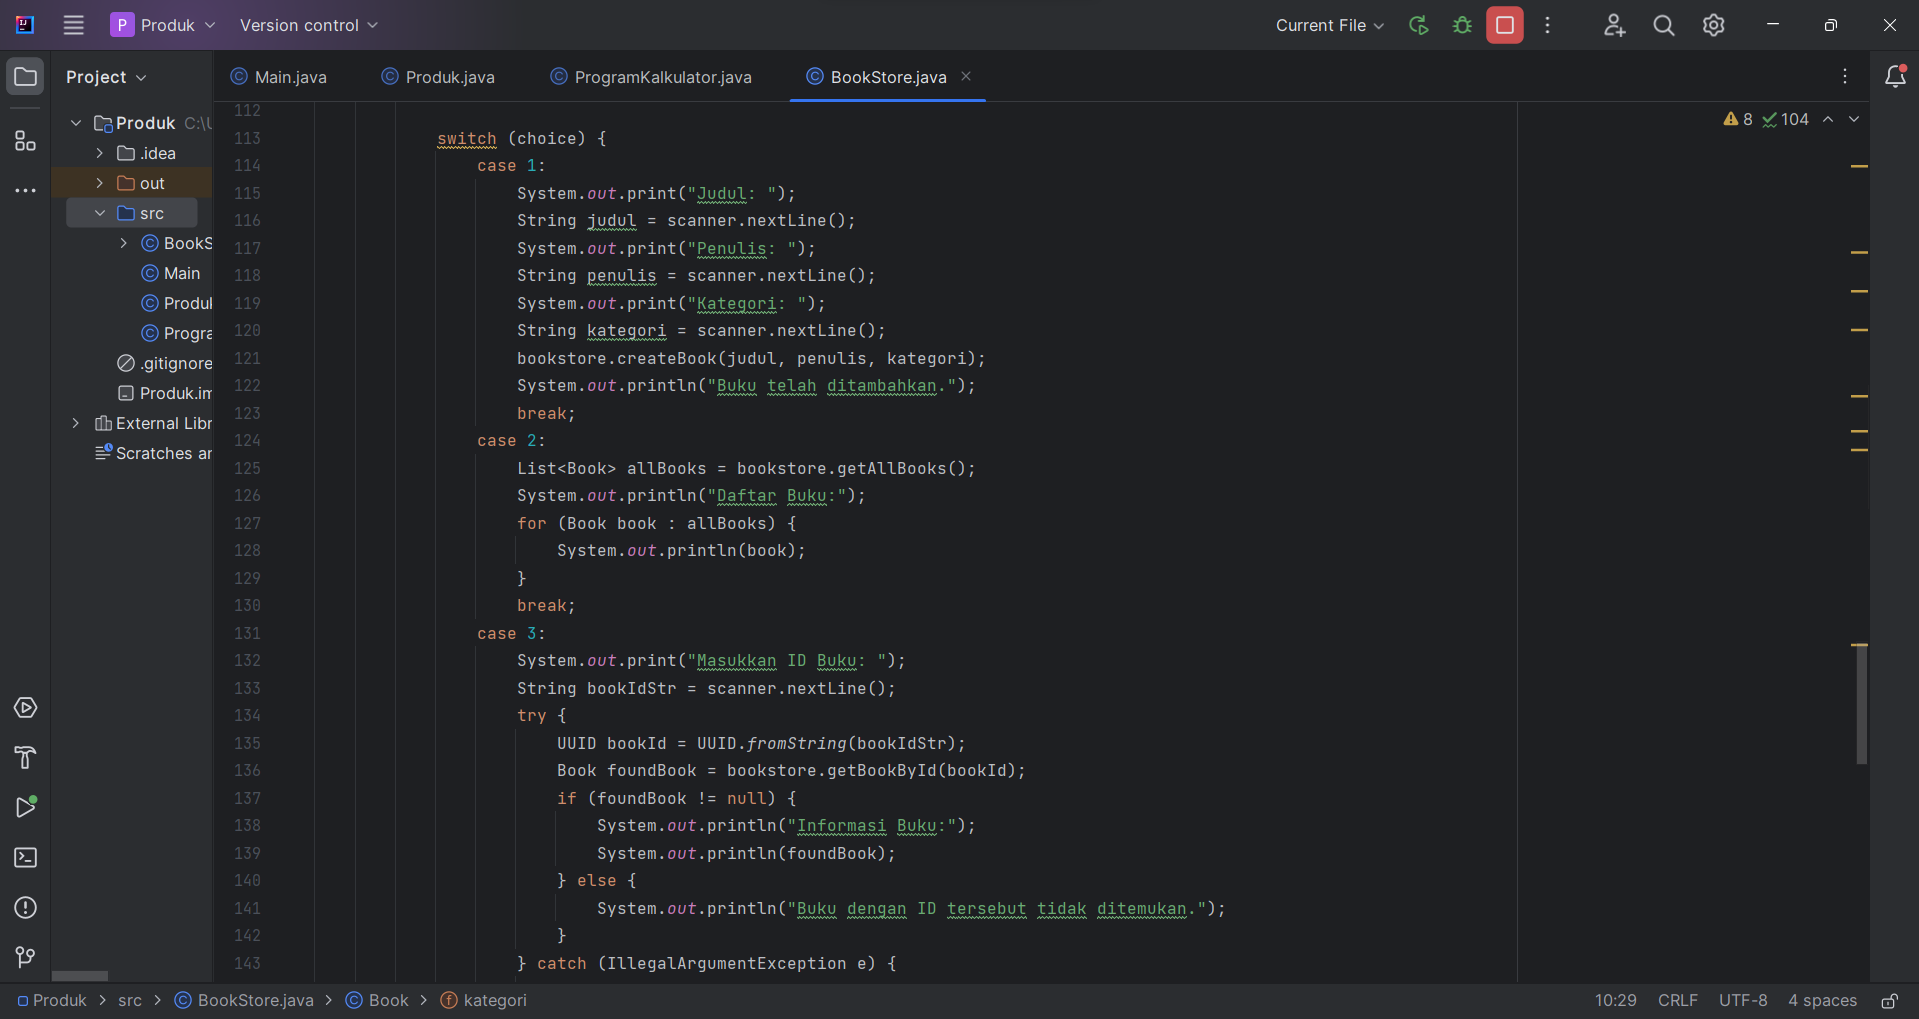 P Produk Version control Current File
Project Main.java Produk.java ProgramKalkulator.java BookStore.java
8 104
Produk C:\U
.idea
out
src
BookS
Main
Produk
Progra
.gitignore
Produk.im
External Libr
Scratches ar
112
113 switch (choice) {
114 case 1:
115 System.out.print("Judul: ");
116 String judul = scanner.nextLine();
117 System.out.print("Penulis: ");
118 String penulis = scanner.nextLine();
119 System.out.print("Kategori: ");
120 String kategori = scanner.nextLine();
121 bookstore.createBook(judul, penulis, kategori);
122 System.out.println("Buku telah ditambahkan.");
123 break;
124 case 2:
125 List<Book> allBooks = bookstore.getAllBooks();
126 System.out.println("Daftar Buku:");
127 for (Book book : allBooks) {
128 System.out.println(book);
129 }
130 break;
131 case 3:
132 System.out.print("Masukkan ID Buku: ");
133 String bookIdStr = scanner.nextLine();
134 try {
135 UUID bookId = UUID.fromString(bookIdStr);
136 Book foundBook = bookstore.getBookById(bookId);
137 if (foundBook != null) {
138 System.out.println("Informasi Buku:");
139 System.out.println(foundBook);
140 } else {
141 System.out.println("Buku dengan ID tersebut tidak ditemukan.");
142 }
143 } catch (IllegalArgumentException e) {
Produk > src > BookStore.java > Book > kategori 10:29 CRLF UTF-8 4 spaces